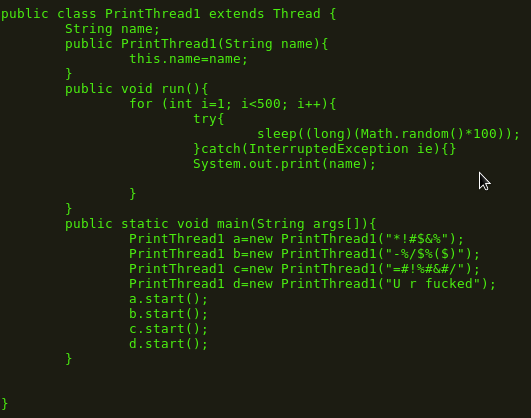 public class PrintThread1 extends Thread {
String name;
public PrintThread1(String name){
this.name=name;
}
public void run(){
for (int i=1; i<500; i++){
try{
sleep((long)(Math.random()*100));
}catch(InterruptedException ie){}
System.out.print(name);
}
}
public static void main(String args[]){
PrintThread1 a=new PrintThread1("*!#$&%");
PrintThread1 b=new PrintThread1("-%/$%($)");
PrintThread1 c=new PrintThread1("=#!%#&#/");
PrintThread1 d=new PrintThread1("U r fucked");
a.start();
b.start();
c.start();
d.start();
}
}